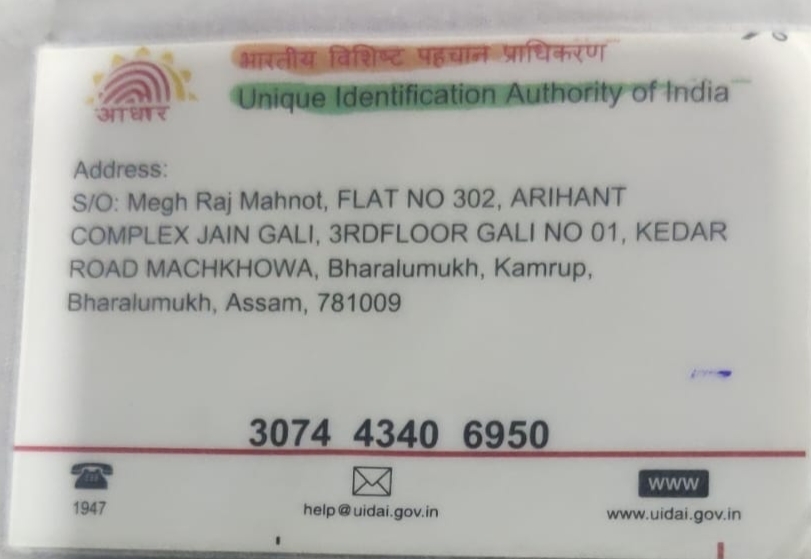 भारतीय विशिष्ट पहचान प्राधिकरण
Unique Identification Authority of India
आधार
Address:
S/O: Megh Raj Mahnot, FLAT NO 302, ARIHANT
COMPLEX JAIN GALI, 3RDFLOOR GALI NO 01, KEDAR
ROAD MACHKHOWA, Bharalumukh, Kamrup,
Bharalumukh, Assam, 781009
3074 4340 6950
1947
help@uidai.gov.in
www
www.uidai.gov.in